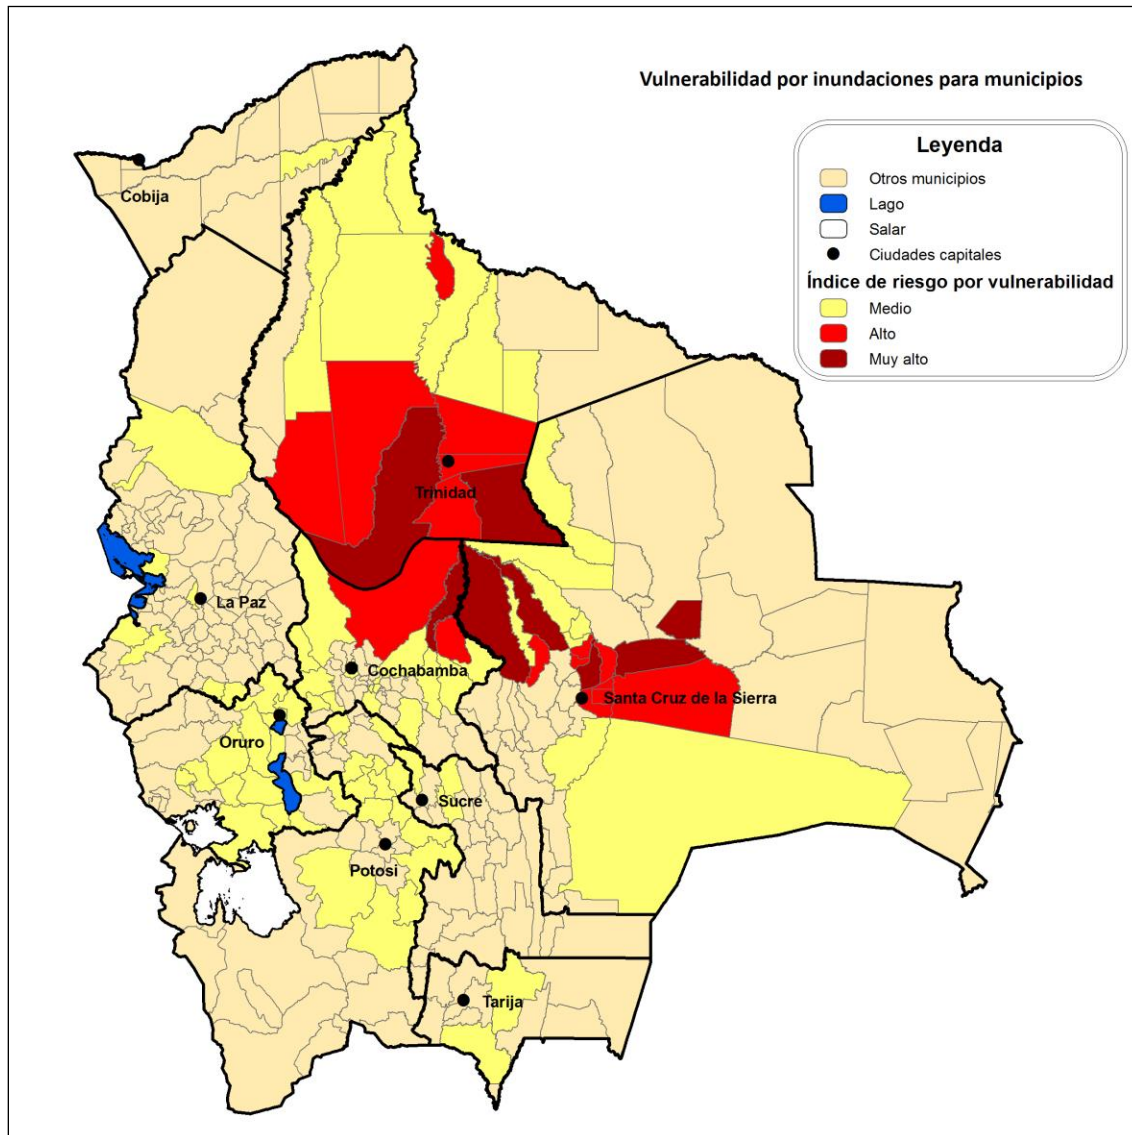 Vulnerabilidad por inundaciones para municipios
Leyenda
Otros municipios
Lago
Salar
Ciudades capitales
Índice de riesgo por vulnerabilidad
Medio
Alto
Muy alto
Cobija
Trinidad
La Paz
Cochabamba
Santa Cruz de la Sierra
Oruro
Sucre
Potosi
Tarija